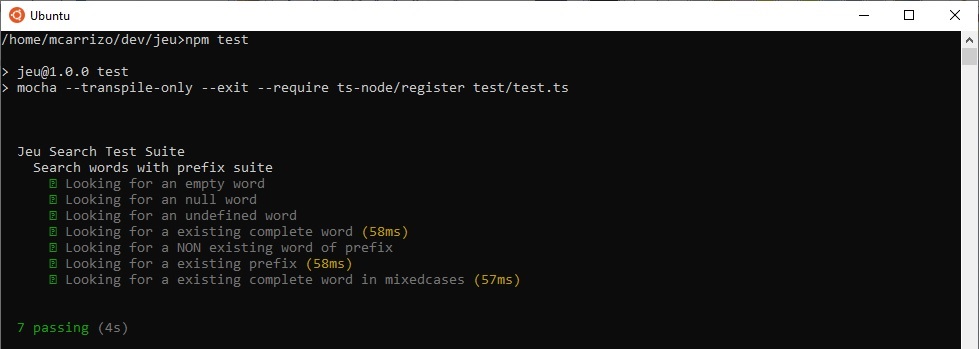 Ubuntu
/home/mcarrizo/dev/jeu>npm test
> jeu@1.0.0 test
> mocha --transpile-only --exit --require ts-node/register test/test.ts
Jeu Search Test Suite
Search words with prefix suite
Looking for an empty word
Looking for an null word
Looking for an undefined word
Looking for a existing complete word (58ms)
Looking for a NON existing word of prefix
Looking for a existing prefix (58ms)
Looking for a existing complete word in mixedcases (57ms)
7 passing (4s)